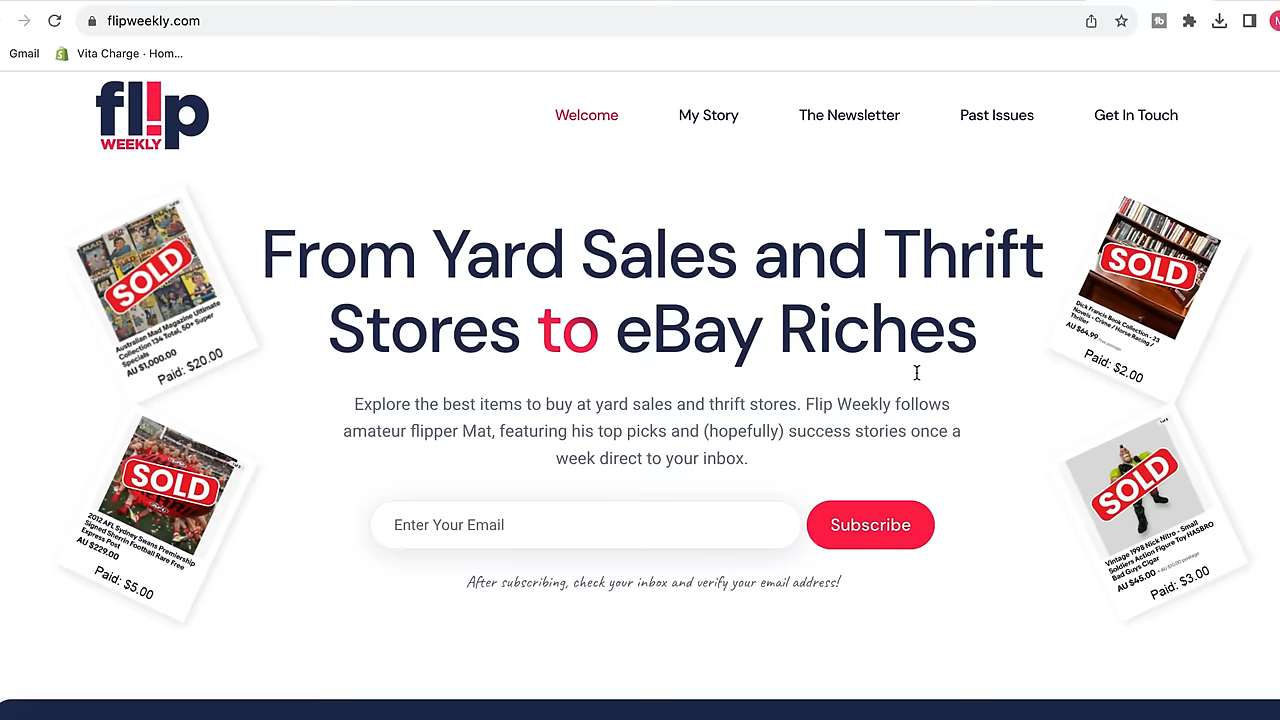 flipweekly.com
Gmail
Vita Charge · Hom...
fl!p
WEEKLY
Welcome
My Story
The Newsletter
Past Issues
Get In Touch
From Yard Sales and Thrift
Stores to eBay Riches
Explore the best items to buy at yard sales and thrift stores. Flip Weekly follows
amateur flipper Mat, featuring his top picks and (hopefully) success stories once a
week direct to your inbox.
Enter Your Email
Subscribe
After subscribing, check your inbox and verify your email address!
SOLD
Australian Mad Magazine Ultimate
Collection 134 Total, 50+ Super
Specials
AU $1,000.00
Paid: $20.00
SOLD
2012 AFL Sydney Swans Premiership
Signed Sherrin Football Rare Free
Express Post
AU $229.00
Paid: $5.00
SOLD
Dick Francis Book Collection - 23
Novels - Crime / Horse Racing /
Thriller
AU $64.99
Paid: $2.00
SOLD
Vintage 1998 Nick Nitro - Small
Soldiers Action Figure Toy HASBRO
Bad Guys Cigar
AU $45.00
Paid: $3.00